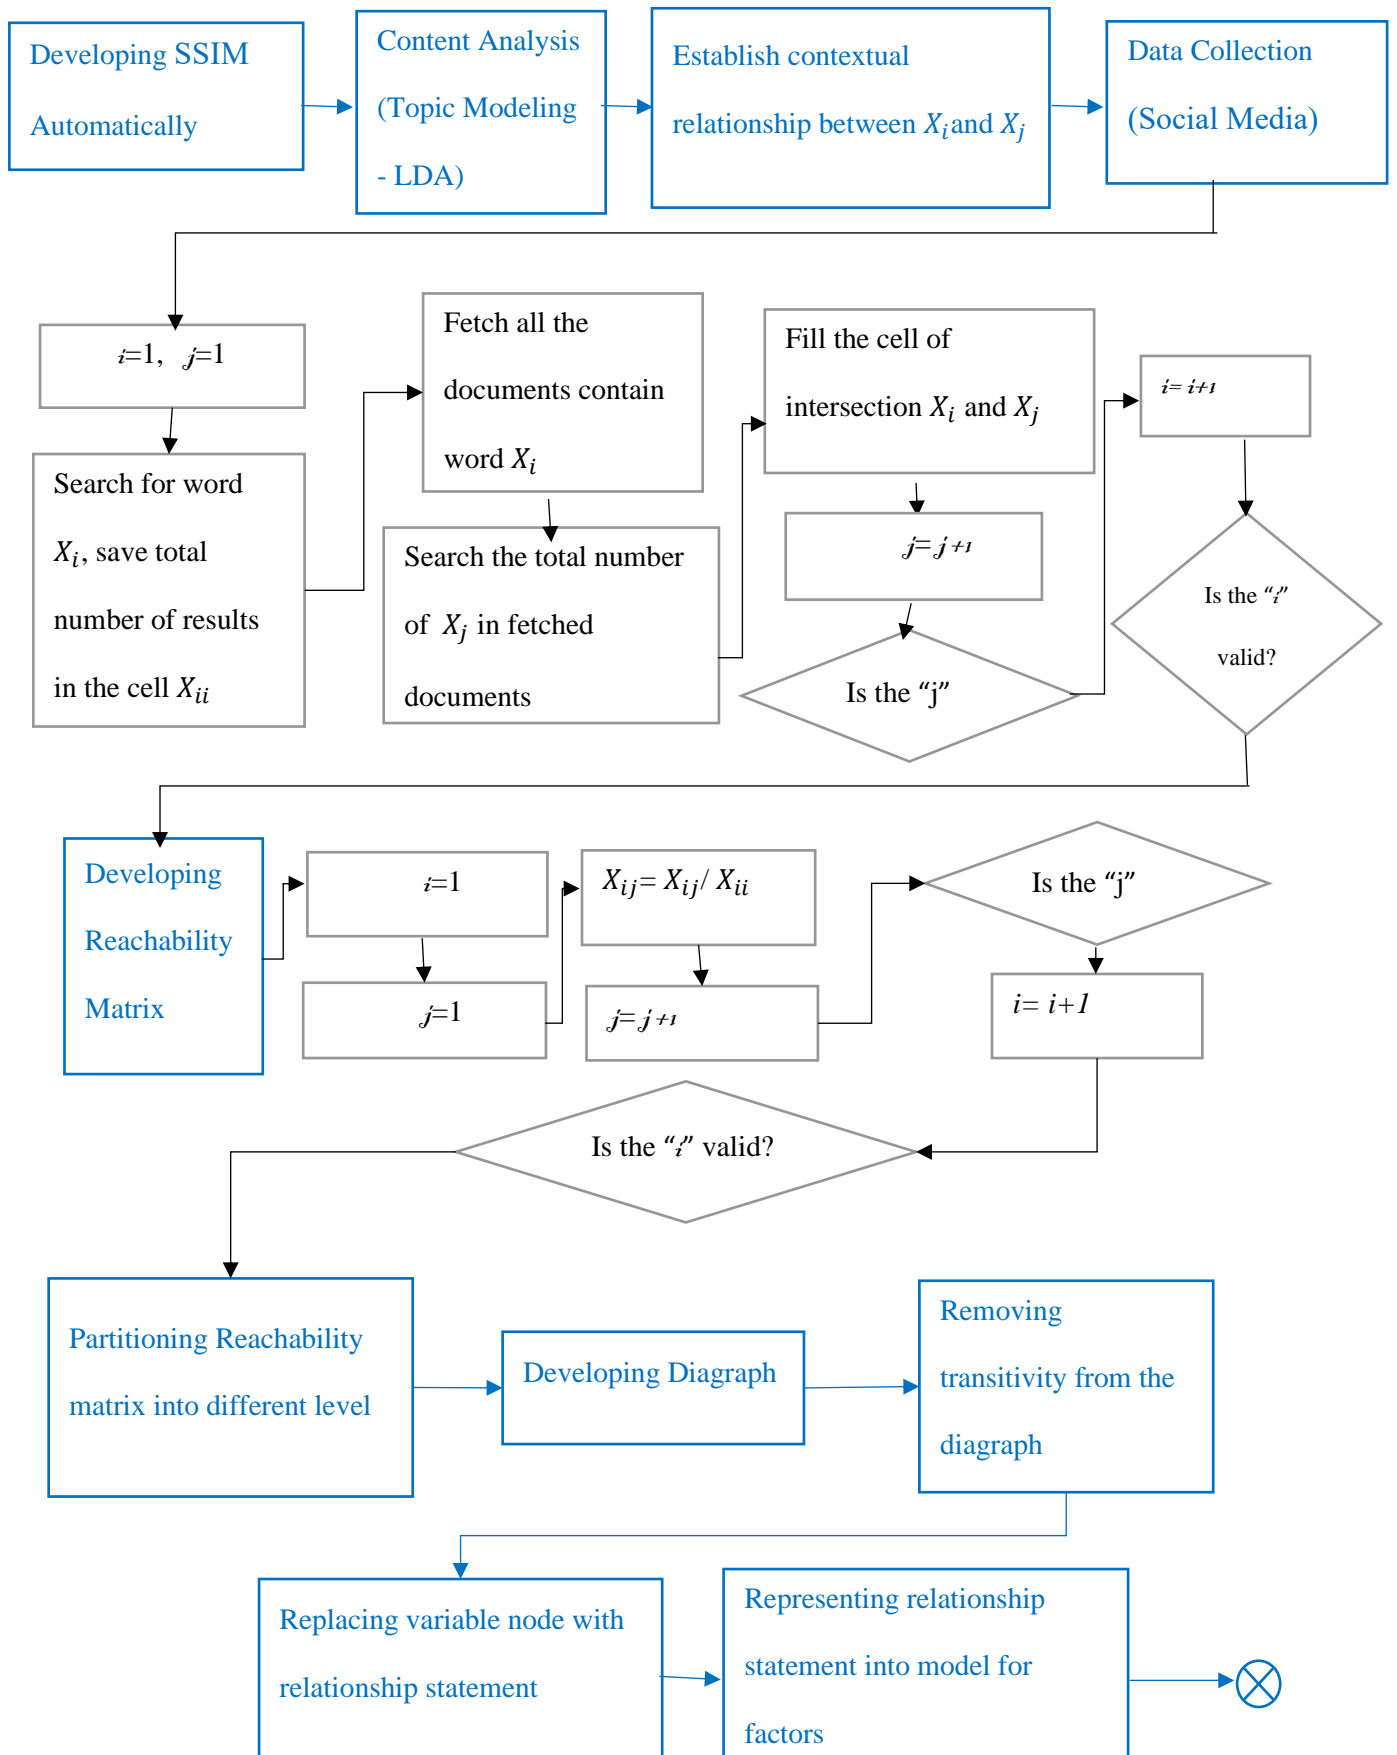 Developing SSIM
Automatically
Content Analysis
(Topic Modeling
- LDA)
Establish contextual
relationship between Xᵢand Xⱼ
Data Collection
(Social Media)
i=1, j=1
Search for word
Xᵢ, save total
number of results
in the cell Xᵢᵢ
Fetch all the
documents contain
word Xᵢ
Search the total number
of Xⱼ in fetched
documents
Fill the cell of
intersection Xᵢ and Xⱼ
j=j+1
Is the “j”
i= i+1
Is the “i”
valid?
Developing
Reachability
Matrix
i=1
j=1
Xᵢⱼ= Xᵢⱼ/ Xᵢᵢ
j=j+1
Is the “j”
i= i+1
Is the “i” valid?
Partitioning Reachability
matrix into different level
Developing Diagraph
Removing
transitivity from the
diagraph
Replacing variable node with
relationship statement
Representing relationship
statement into model for
factors